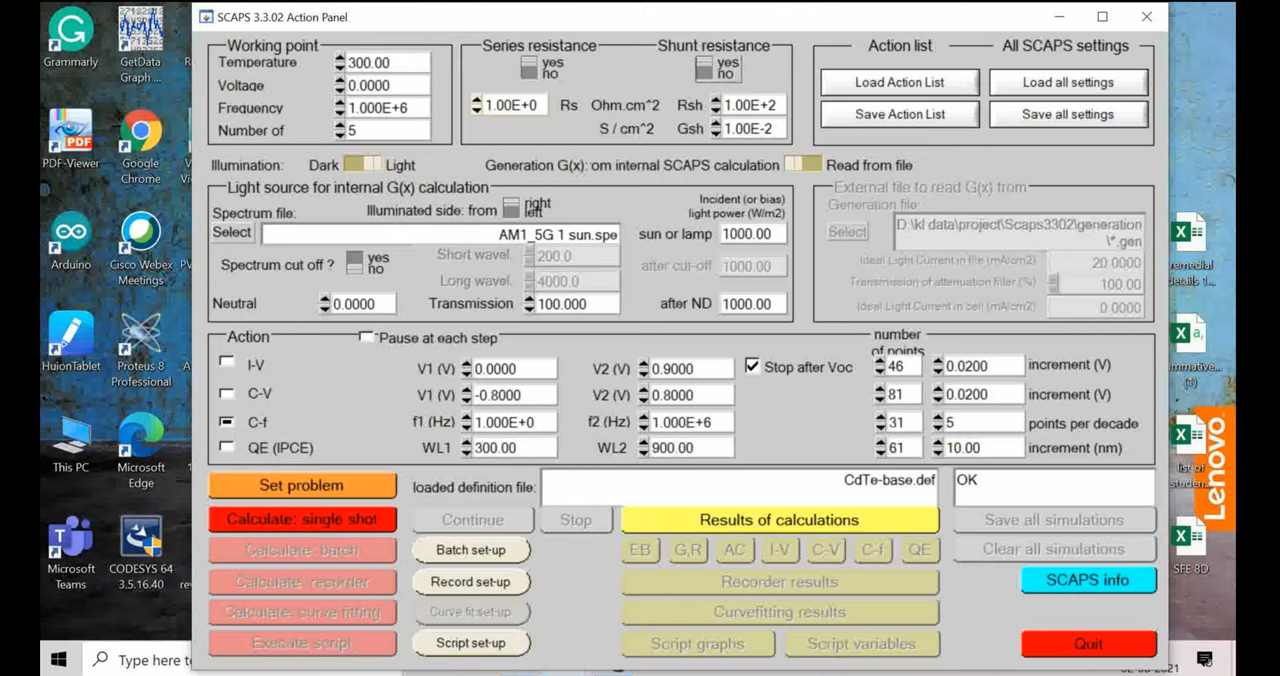 SCAPS 3.3.02 Action Panel
Grammarly
GetData
Graph ...
PDF
PDF-Viewer
Google
Chrome
Arduino
Cisco Webex
Meetings
HuionTablet
Proteus 8
Professional
This PC
Microsoft
Edge
Microsoft
Teams
CODESYS 64
3.5.16.40
Working point
Temperature 300.00
Voltage 0.0000
Frequency 1.000E+6
Number of 5
Series resistance
yes
no
1.00E+0 Rs Ohm.cm^2 Rsh 1.00E+2
S / cm^2 Gsh 1.00E-2
Shunt resistance
yes
no
Action list
Load Action List
Save Action List
All SCAPS settings
Load all settings
Save all settings
Illumination: Dark Light
Generation G(x): om internal SCAPS calculation Read from file
Light source for internal G(x) calculation
Spectrum file: Illuminated side: from right
left
Select AM1_5G 1 sun.spe
Incident (or bias)
light power (W/m2)
sun or lamp 1000.00
Spectrum cut off ? yes
no
Short wavel. 200.0
Long wavel. 4000.0
after cut-off 1000.00
Neutral 0.0000 Transmission 100.000 after ND 1000.00
External file to read G(x) from
Generation file:
Select D:\kl data\project\Scaps3302\generation
\*.gen
Ideal Light Current in file (mA/cm2) 20.0000
Transmission of attenuation filter (%) 100.00
Ideal Light Current in cell (mA/cm2) 0.0000
Action Pause at each step
number
of points
I-V V1 (V) 0.0000 V2 (V) 0.9000 Stop after Voc 46 0.0200 increment (V)
C-V V1 (V) -0.8000 V2 (V) 0.8000 81 0.0200 increment (V)
C-f f1 (Hz) 1.000E+0 f2 (Hz) 1.000E+6 31 5 points per decade
QE (IPCE) WL1 300.00 WL2 900.00 61 10.00 increment (nm)
Set problem loaded definition file: CdTe-base.def OK
Calculate: single shot Continue Stop Results of calculations Save all simulations
Calculate: batch Batch set-up EB G,R AC I-V C-V C-f QE Clear all simulations
Calculate: recorder Record set-up Recorder results SCAPS info
Calculate: curve fitting Curve fit set-up Curvefitting results
Execute script Script set-up Script graphs Script variables Quit
remedial
details 1...
mmative...
(1)
list of
studen...
SFE 8D
Lenovo
Type here t